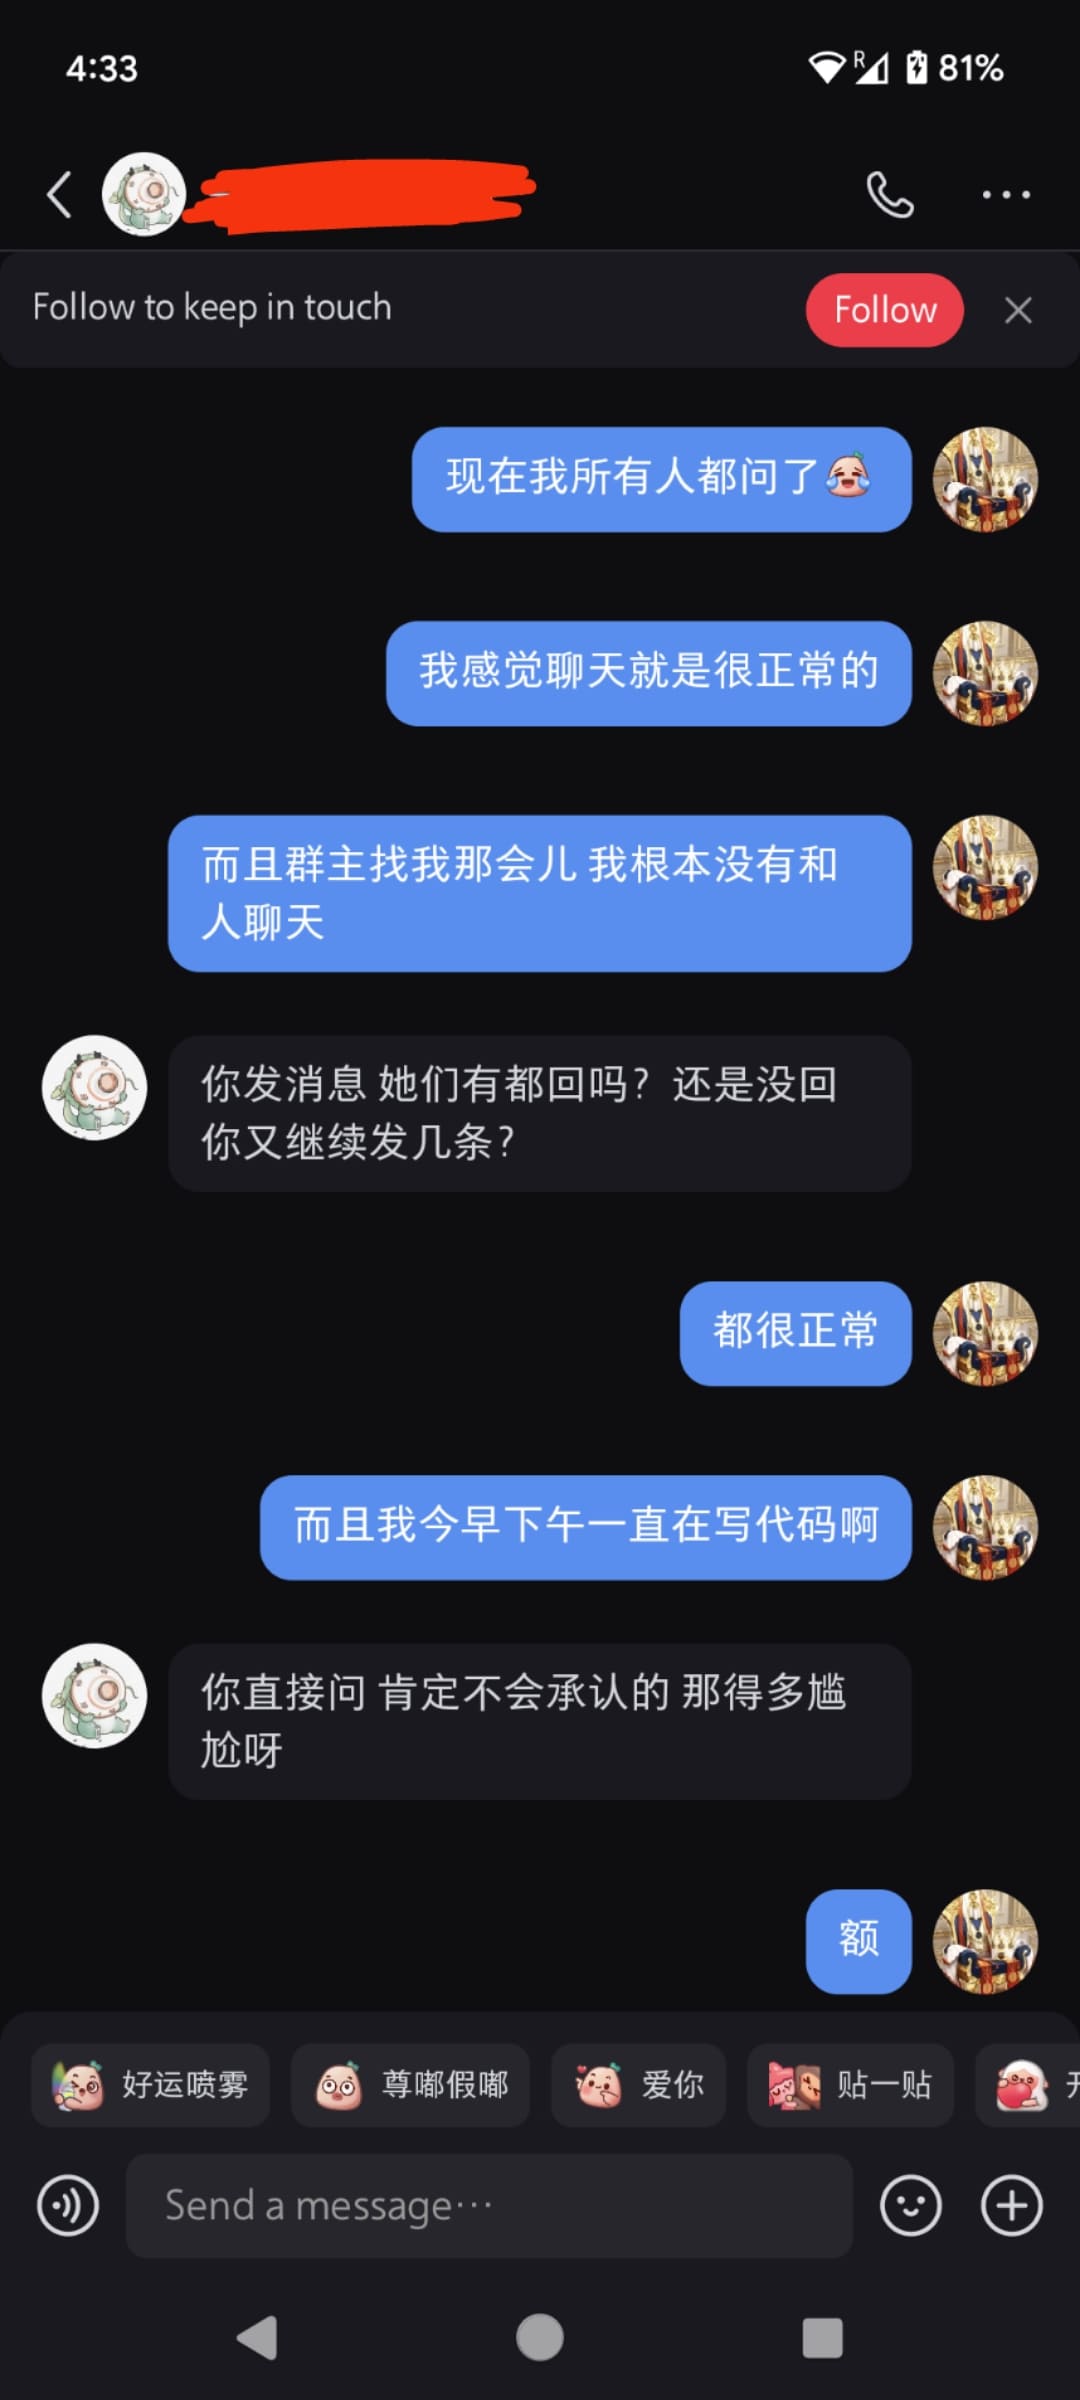 4:33
R
81%
Follow to keep in touch
Follow
现在我所有人都问了
我感觉聊天就是很正常的
而且群主找我那会儿 我根本没有和
人聊天
你发消息 她们有都回吗？还是没回
你又继续发几条？
都很正常
而且我今早下午一直在写代码啊
你直接问 肯定不会承认的 那得多尴
尬呀
额
好运喷雾
尊嘟假嘟
爱你
贴一贴
Send a message…